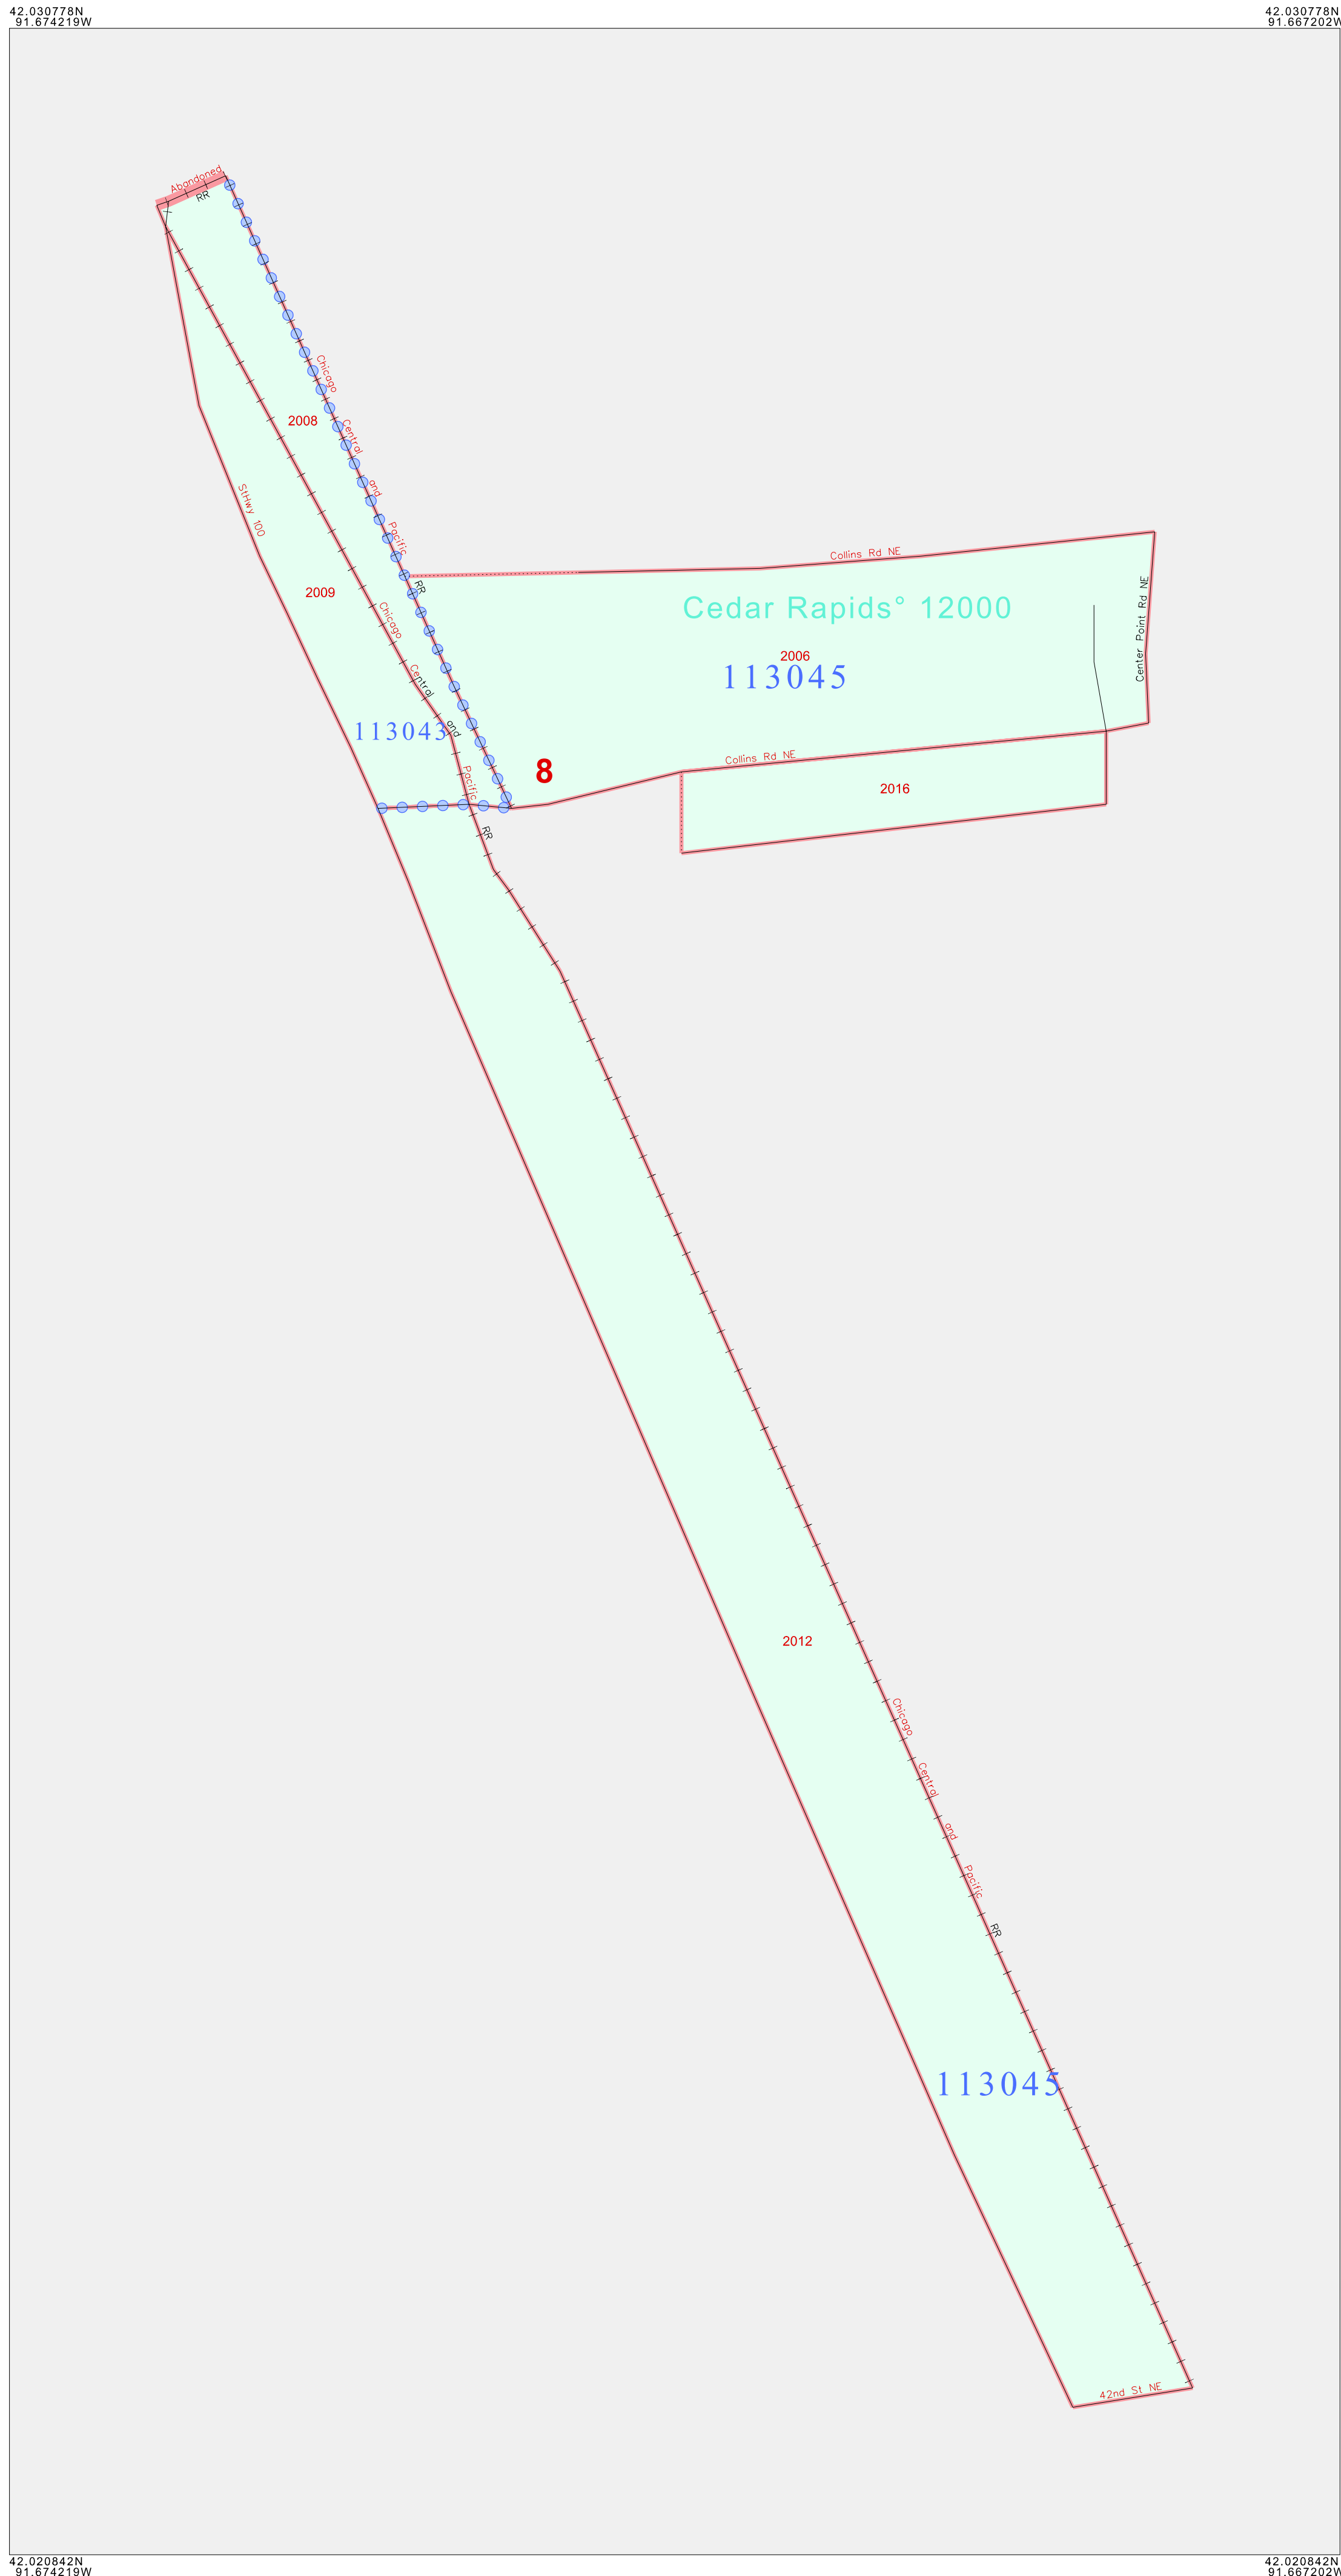 42.030778N
91.674219W
42.030778N
91.667202W
Abandoned
RR
Chicago
Central
and
Pacific
RR
2008
StHwy 100
2009
Chicago
Central
and
Pacific
RR
113043
8
Collins Rd NE
Cedar Rapids° 12000
2006
113045
Center Point Rd NE
Collins Rd NE
2016
2012
Chicago
Central
and
Pacific
RR
113045
42nd St NE
42.020842N
91.674219W
42.020842N
91.667202W